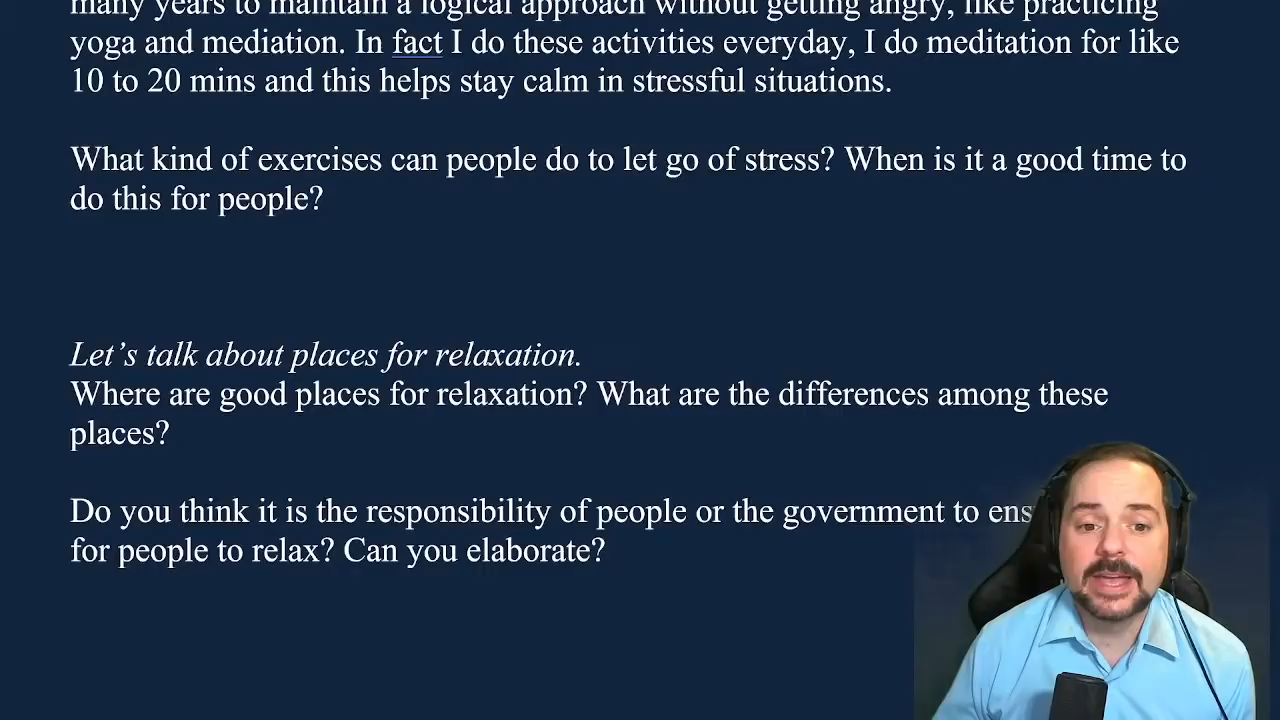 many years to maintain a logical approach without getting angry, like practicing
yoga and mediation. In fact I do these activities everyday, I do meditation for like
10 to 20 mins and this helps stay calm in stressful situations.
What kind of exercises can people do to let go of stress? When is it a good time to
do this for people?
Let's talk about places for relaxation.
Where are good places for relaxation? What are the differences among these
places?
Do you think it is the responsibility of people or the government to
for people to relax? Can you elaborate?